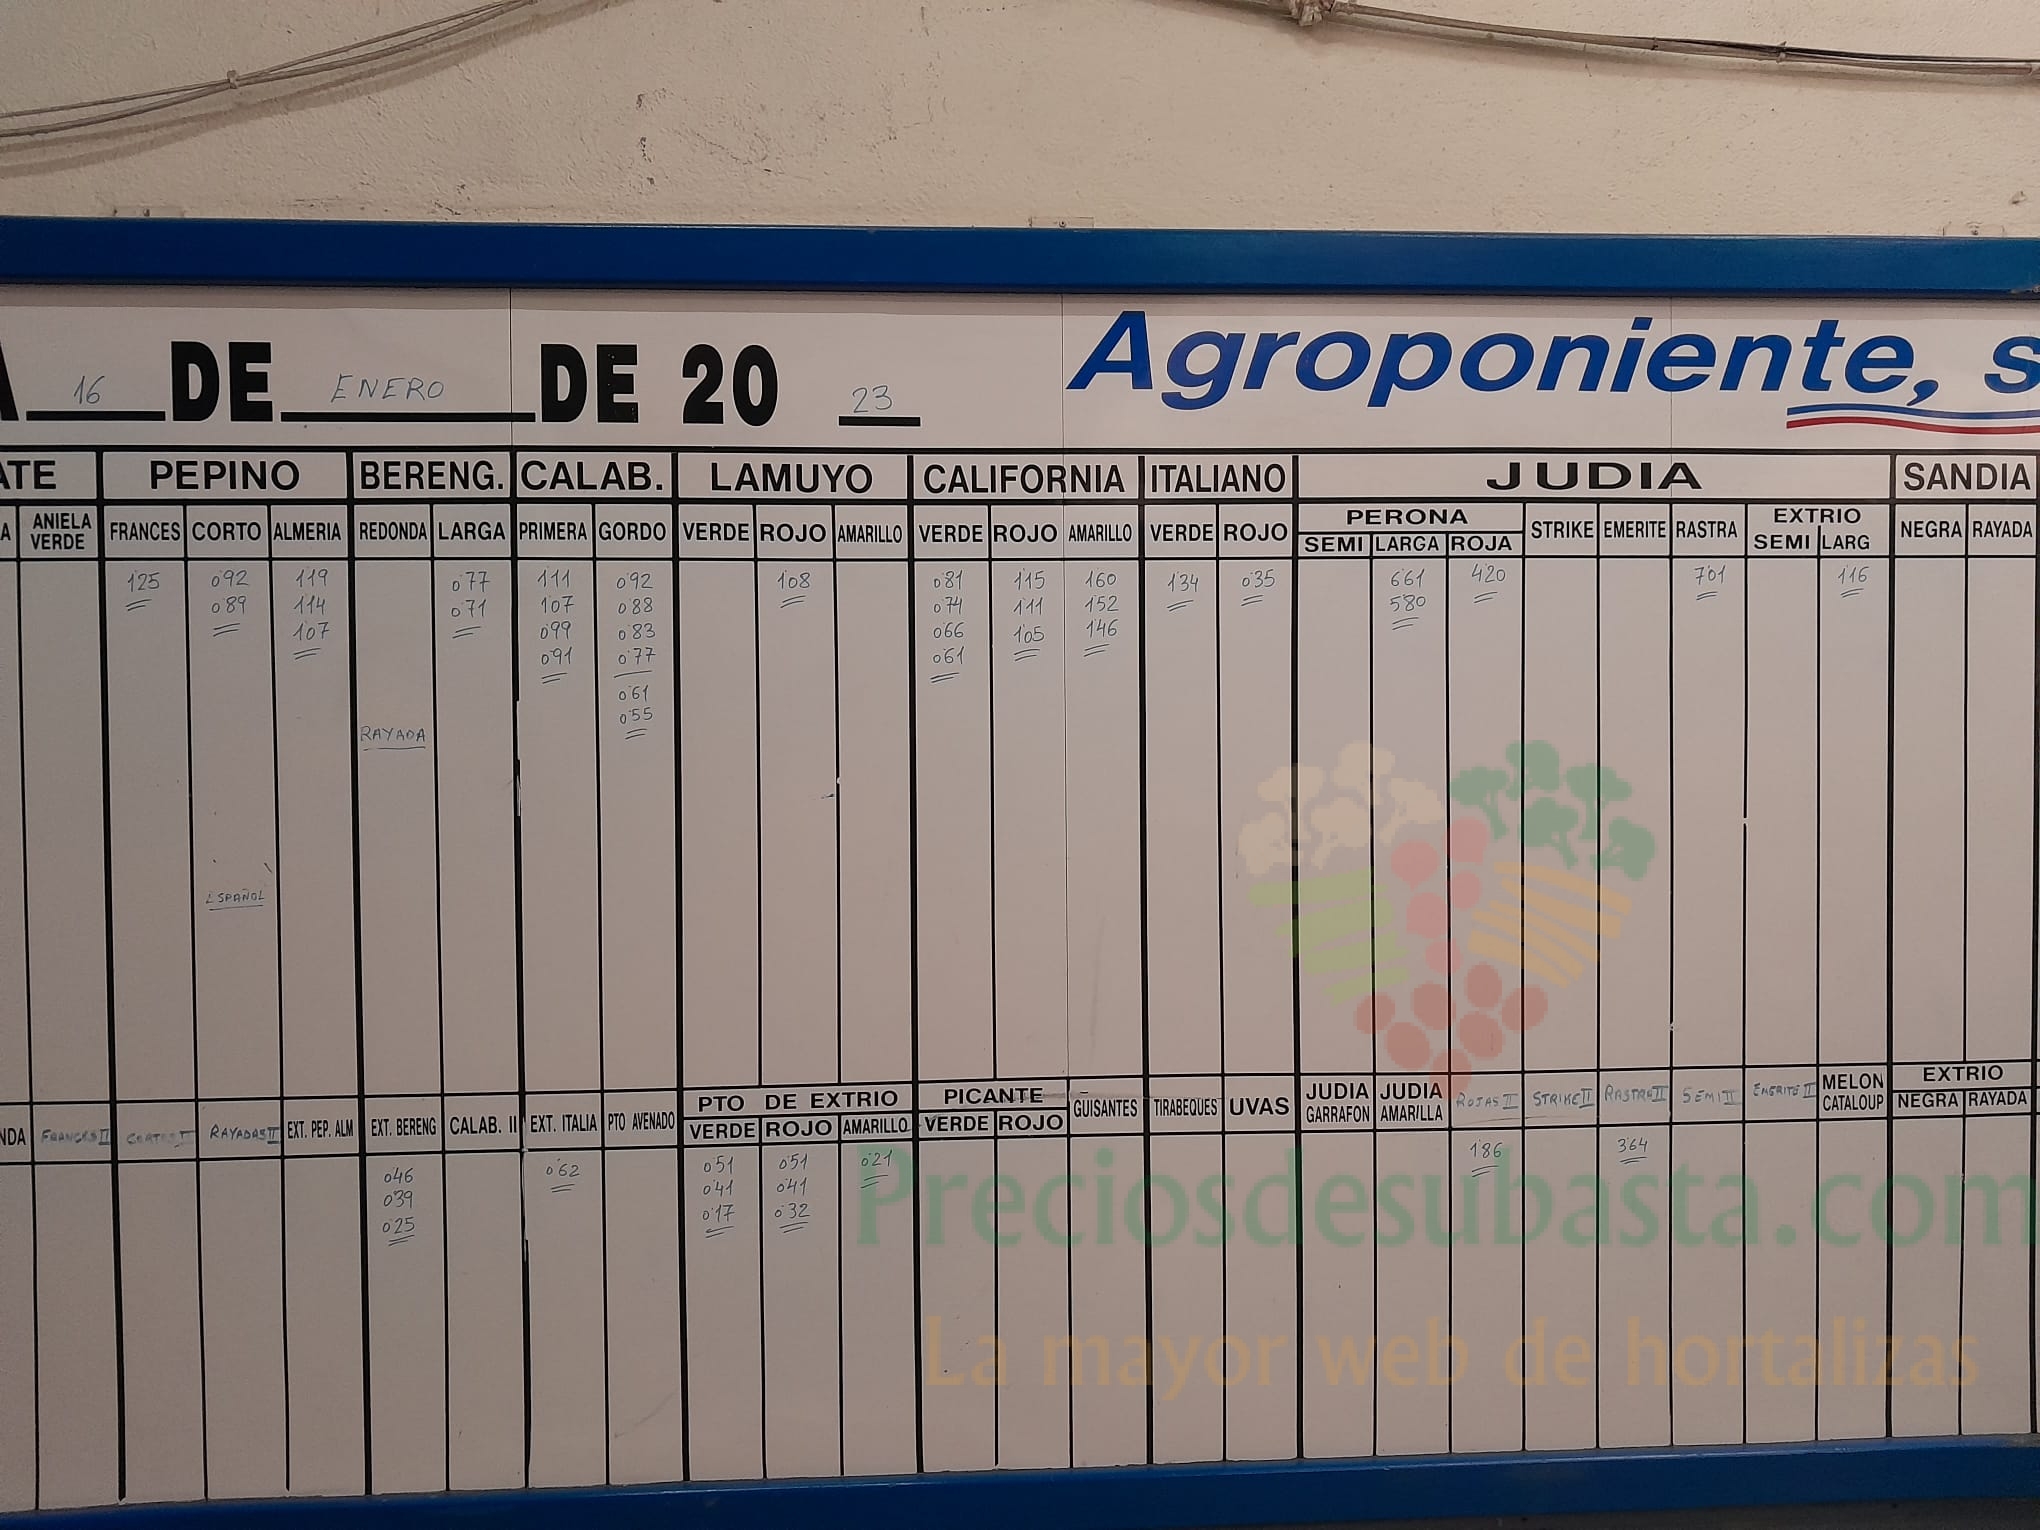 16 DE ENERO DE 20 23
Agroponiente, s
ATE PEPINO BERENG. CALAB. LAMUYO CALIFORNIA ITALIANO JUDIA SANDIA
A ANIELA VERDE FRANCES CORTO ALMERIA REDONDA LARGA PRIMERA GORDO VERDE ROJO AMARILLO VERDE ROJO AMARILLO VERDE ROJO PERONA SEMI LARGA ROJA STRIKE EMERITE RASTRA EXTRIO SEMI LARG NEGRA RAYADA
1'25 0'92 1'19 0'77 1'11 0'92 1'08 0'81 1'15 1'60 1'34 0'35 6'61 4'20 7'01 1'16
0'89 1'14 0'71 1'07 0'88 0'74 1'11 1'52 5'80
1'07 0'99 0'83 0'66 1'05 1'46
0'91 0'77 0'61
0'61
0'55
RAYADA
ESPAÑOL
NDA FRANCES II CORTOS II RAYADAS II EXT. PEP. ALM EXT. BERENG CALAB. II EXT. ITALIA PTO AVENADO PTO DE EXTRIO VERDE ROJO AMARILLO PICANTE VERDE ROJO GUISANTES TIRABEQUES UVAS JUDIA GARRAFON JUDIA AMARILLA ROJAS II STRIKE II RASTRA II SEMI II EMERITE II MELON CATALOUP EXTRIO NEGRA RAYADA
0'46 0'62 0'51 0'51 0'21 1'86 3'64
0'39 0'41 0'41
0'25 0'17 0'32
Preciosdesubasta.com
La mayor web de hortalizas